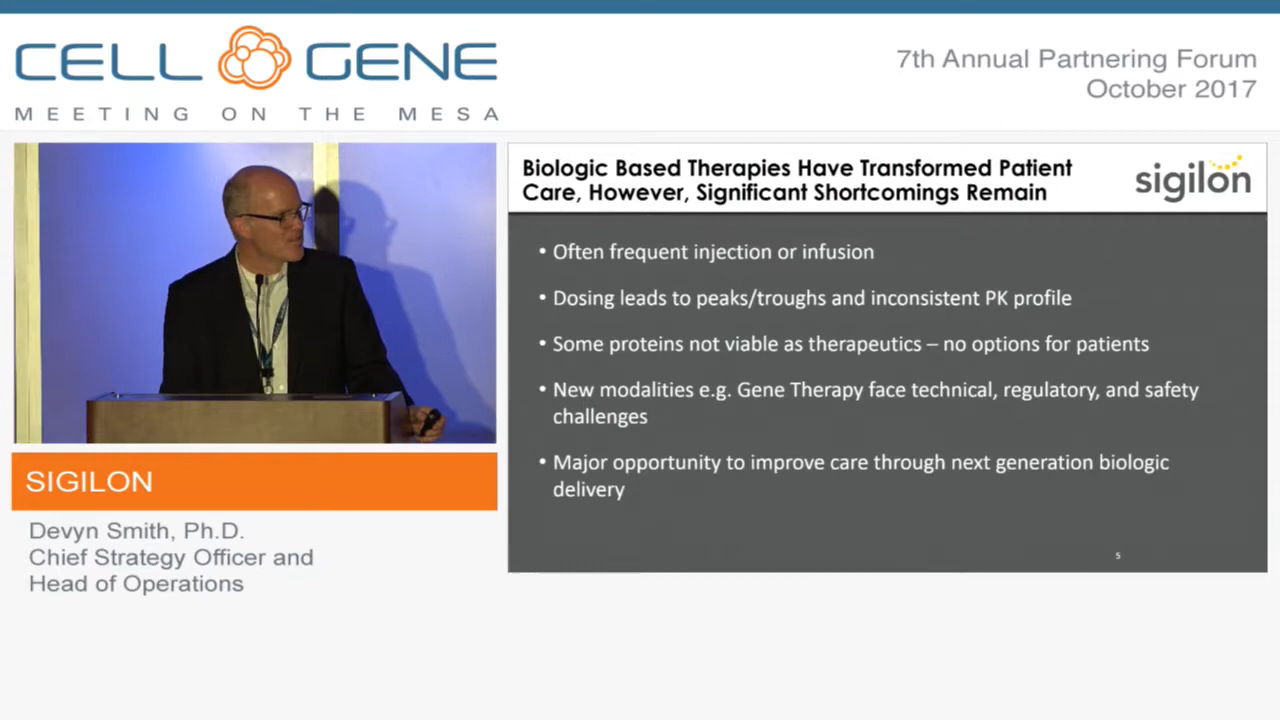 CELL GENE
MEETING ON THE MESA
7th Annual Partnering Forum
October 2017
Biologic Based Therapies Have Transformed Patient
Care, However, Significant Shortcomings Remain
sigilon
• Often frequent injection or infusion
• Dosing leads to peaks/troughs and inconsistent PK profile
• Some proteins not viable as therapeutics – no options for patients
• New modalities e.g. Gene Therapy face technical, regulatory, and safety
challenges
• Major opportunity to improve care through next generation biologic
delivery
5
SIGILON
Devyn Smith, Ph.D.
Chief Strategy Officer and
Head of Operations